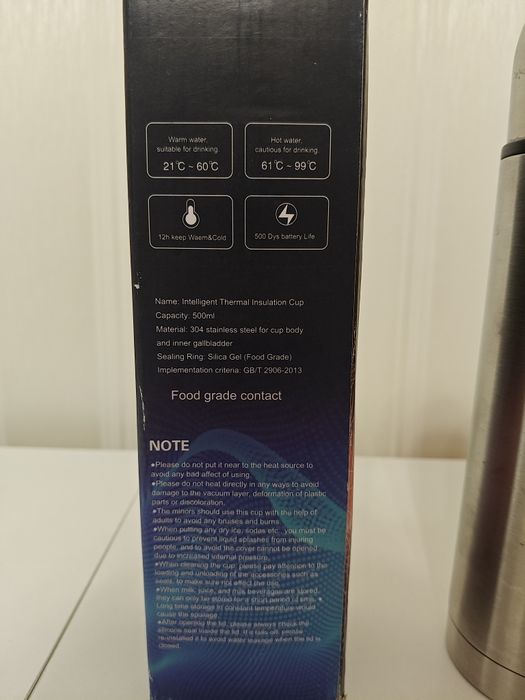 Warm water,
suitable for drinking.
21℃ ~ 60℃
Hot water,
cautious for drinking.
61℃ ~ 99℃
12h keep Waem&Cold
500 Dys battery Life
Name: Intelligent Thermal Insulation Cup
Capacity: 500ml
Material: 304 stainless steel for cup body
and inner gallbladder
Sealing Ring: Silica Gel (Food Grade)
Implementation criteria: GB/T 2906-2013
Food grade contact
NOTE
●Please do not put it near to the heat source to
avoid any bad affect of using.
●Please do not heat directly in any ways to avoid
damage to the vacuum layer, deformation of plastic
parts or discoloration.
●The minors should use this cup with the help of
adults to avoid any bruises and burns.
●When putting any dry ice, sodas etc., you must be
cautious to prevent liquid splashes from injuring
people, and to avoid the cover cannot be opened
due to increased internal pressure.
●When cleaning the cup, please pay attention to the
loading and unloading of the accessories such as
seals, to make sure not effect the use.
●When milk, juice, and milk beverages are stored,
they can only be stored for a short period of time. ●
Long time storage in constant temperature would
cause the spoilage.
●After opening the lid, please always check the
silicone seal inside the lid. If it falls off, please
re-installed it to avoid water leakage when the lid is
closed.